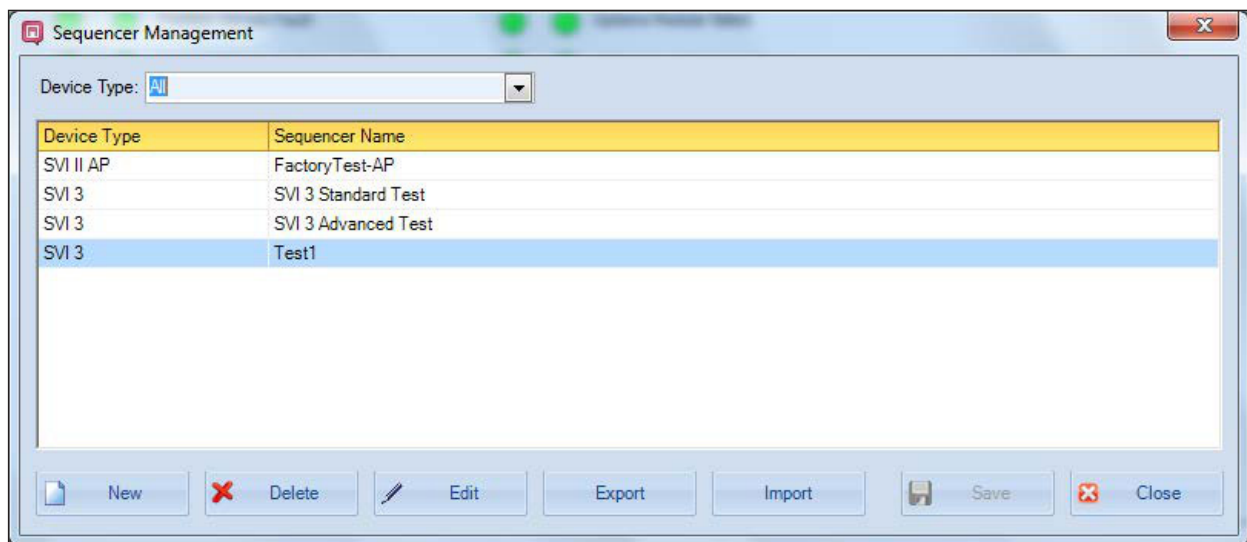 Sequencer Management
Device Type: All
Device Type Sequencer Name
SVI II AP FactoryTest-AP
SVI 3 SVI 3 Standard Test
SVI 3 SVI 3 Advanced Test
SVI 3 Test1
New Delete Edit Export Import Save Close